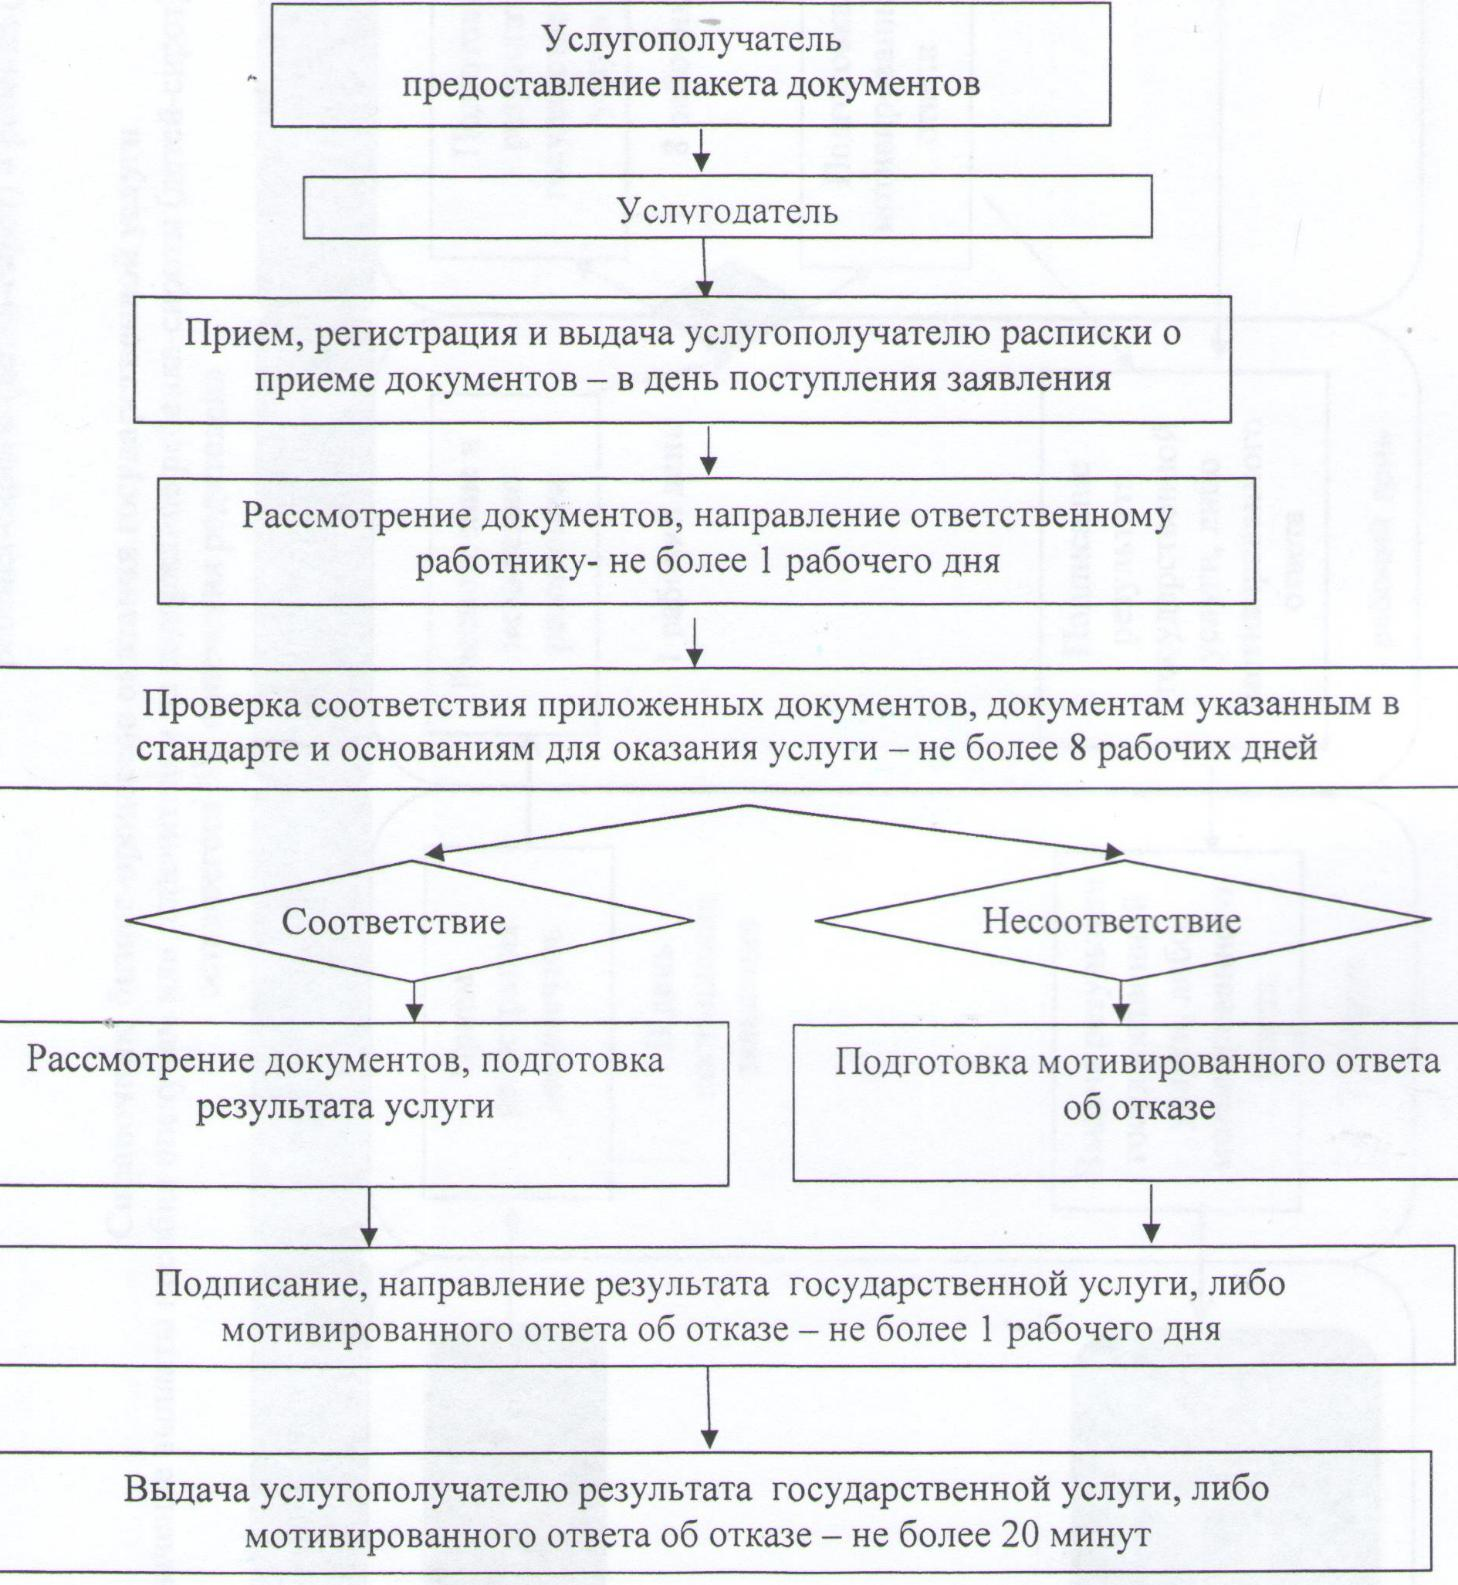 Услугополучатель
предоставление пакета документов
Услугодатель
Прием, регистрация и выдача услугополучателю расписки о
приеме документов – в день поступления заявления
Рассмотрение документов, направление ответственному
работнику- не более 1 рабочего дня
Проверка соответствия приложенных документов, документам указанным в
стандарте и основаниям для оказания услуги – не более 8 рабочих дней
Соответствие
Несоответствие
Рассмотрение документов, подготовка
результата услуги
Подготовка мотивированного ответа
об отказе
Подписание, направление результата государственной услуги, либо
мотивированного ответа об отказе – не более 1 рабочего дня
Выдача услугополучателю результата государственной услуги, либо
мотивированного ответа об отказе – не более 20 минут